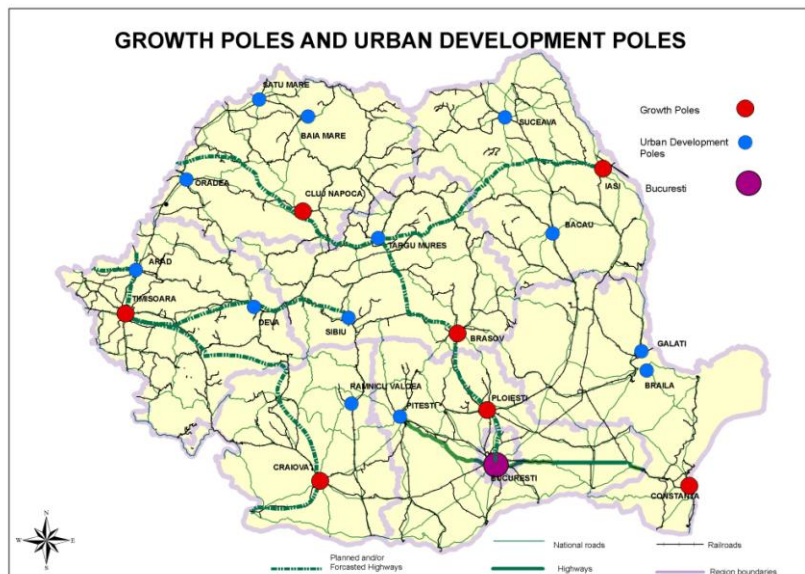 GROWTH POLES AND URBAN DEVELOPMENT POLES
SATU MARE
BAIA MARE
SUCEAVA
Growth Poles
Urban Development
Poles
Bucuresti
ORADEA
CLUJ NAPOCA
IASI
TARGU MURES
BACAU
ARAD
TIMISOARA
DEVA
SIBIU
BRASOV
GALATI
BRAILA
RAMNICU VALCEA
PITESTI
PLOIESTI
CRAIOVA
BUCURESTI
CONSTANTA
N
W
E
S
Planned and/or
Forcasted Highways
National roads
Highways
Railroads
Region boundaries